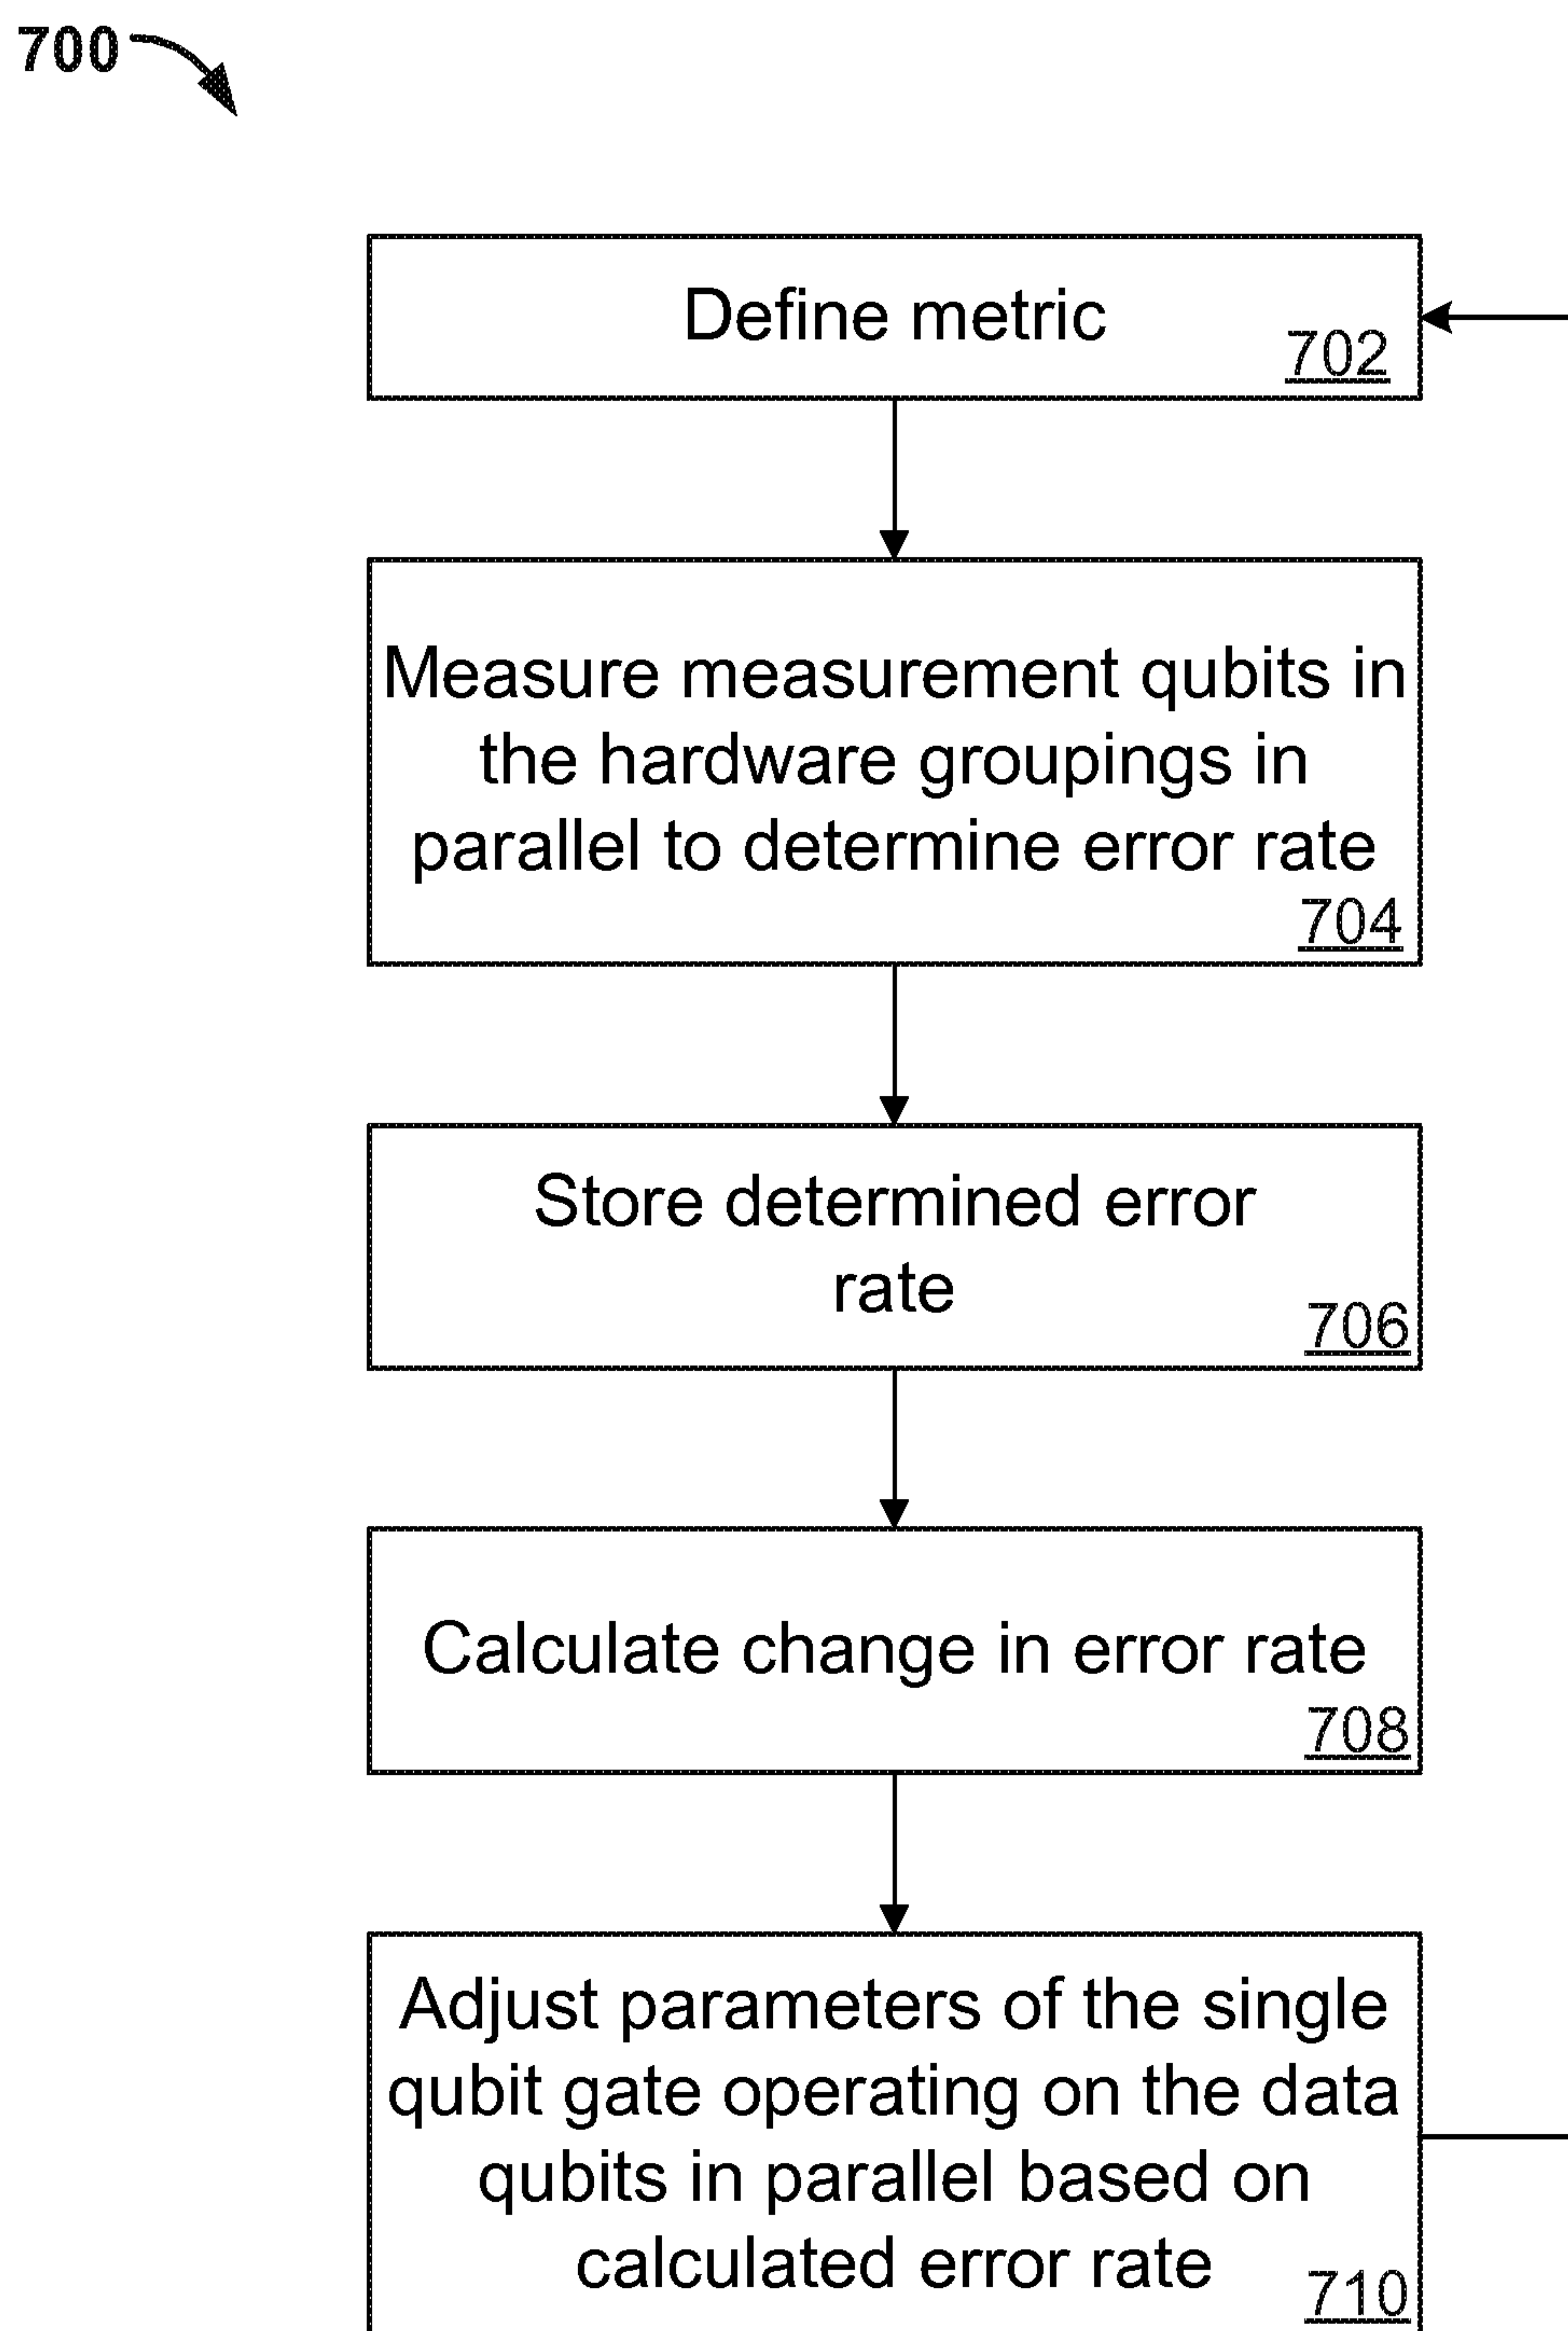 700
Define metric
702
Measure measurement qubits in
the hardware groupings in
parallel to determine error rate
704
Store determined error
rate
706
Calculate change in error rate
708
Adjust parameters of the single
qubit gate operating on the data
qubits in parallel based on
calculated error rate
710